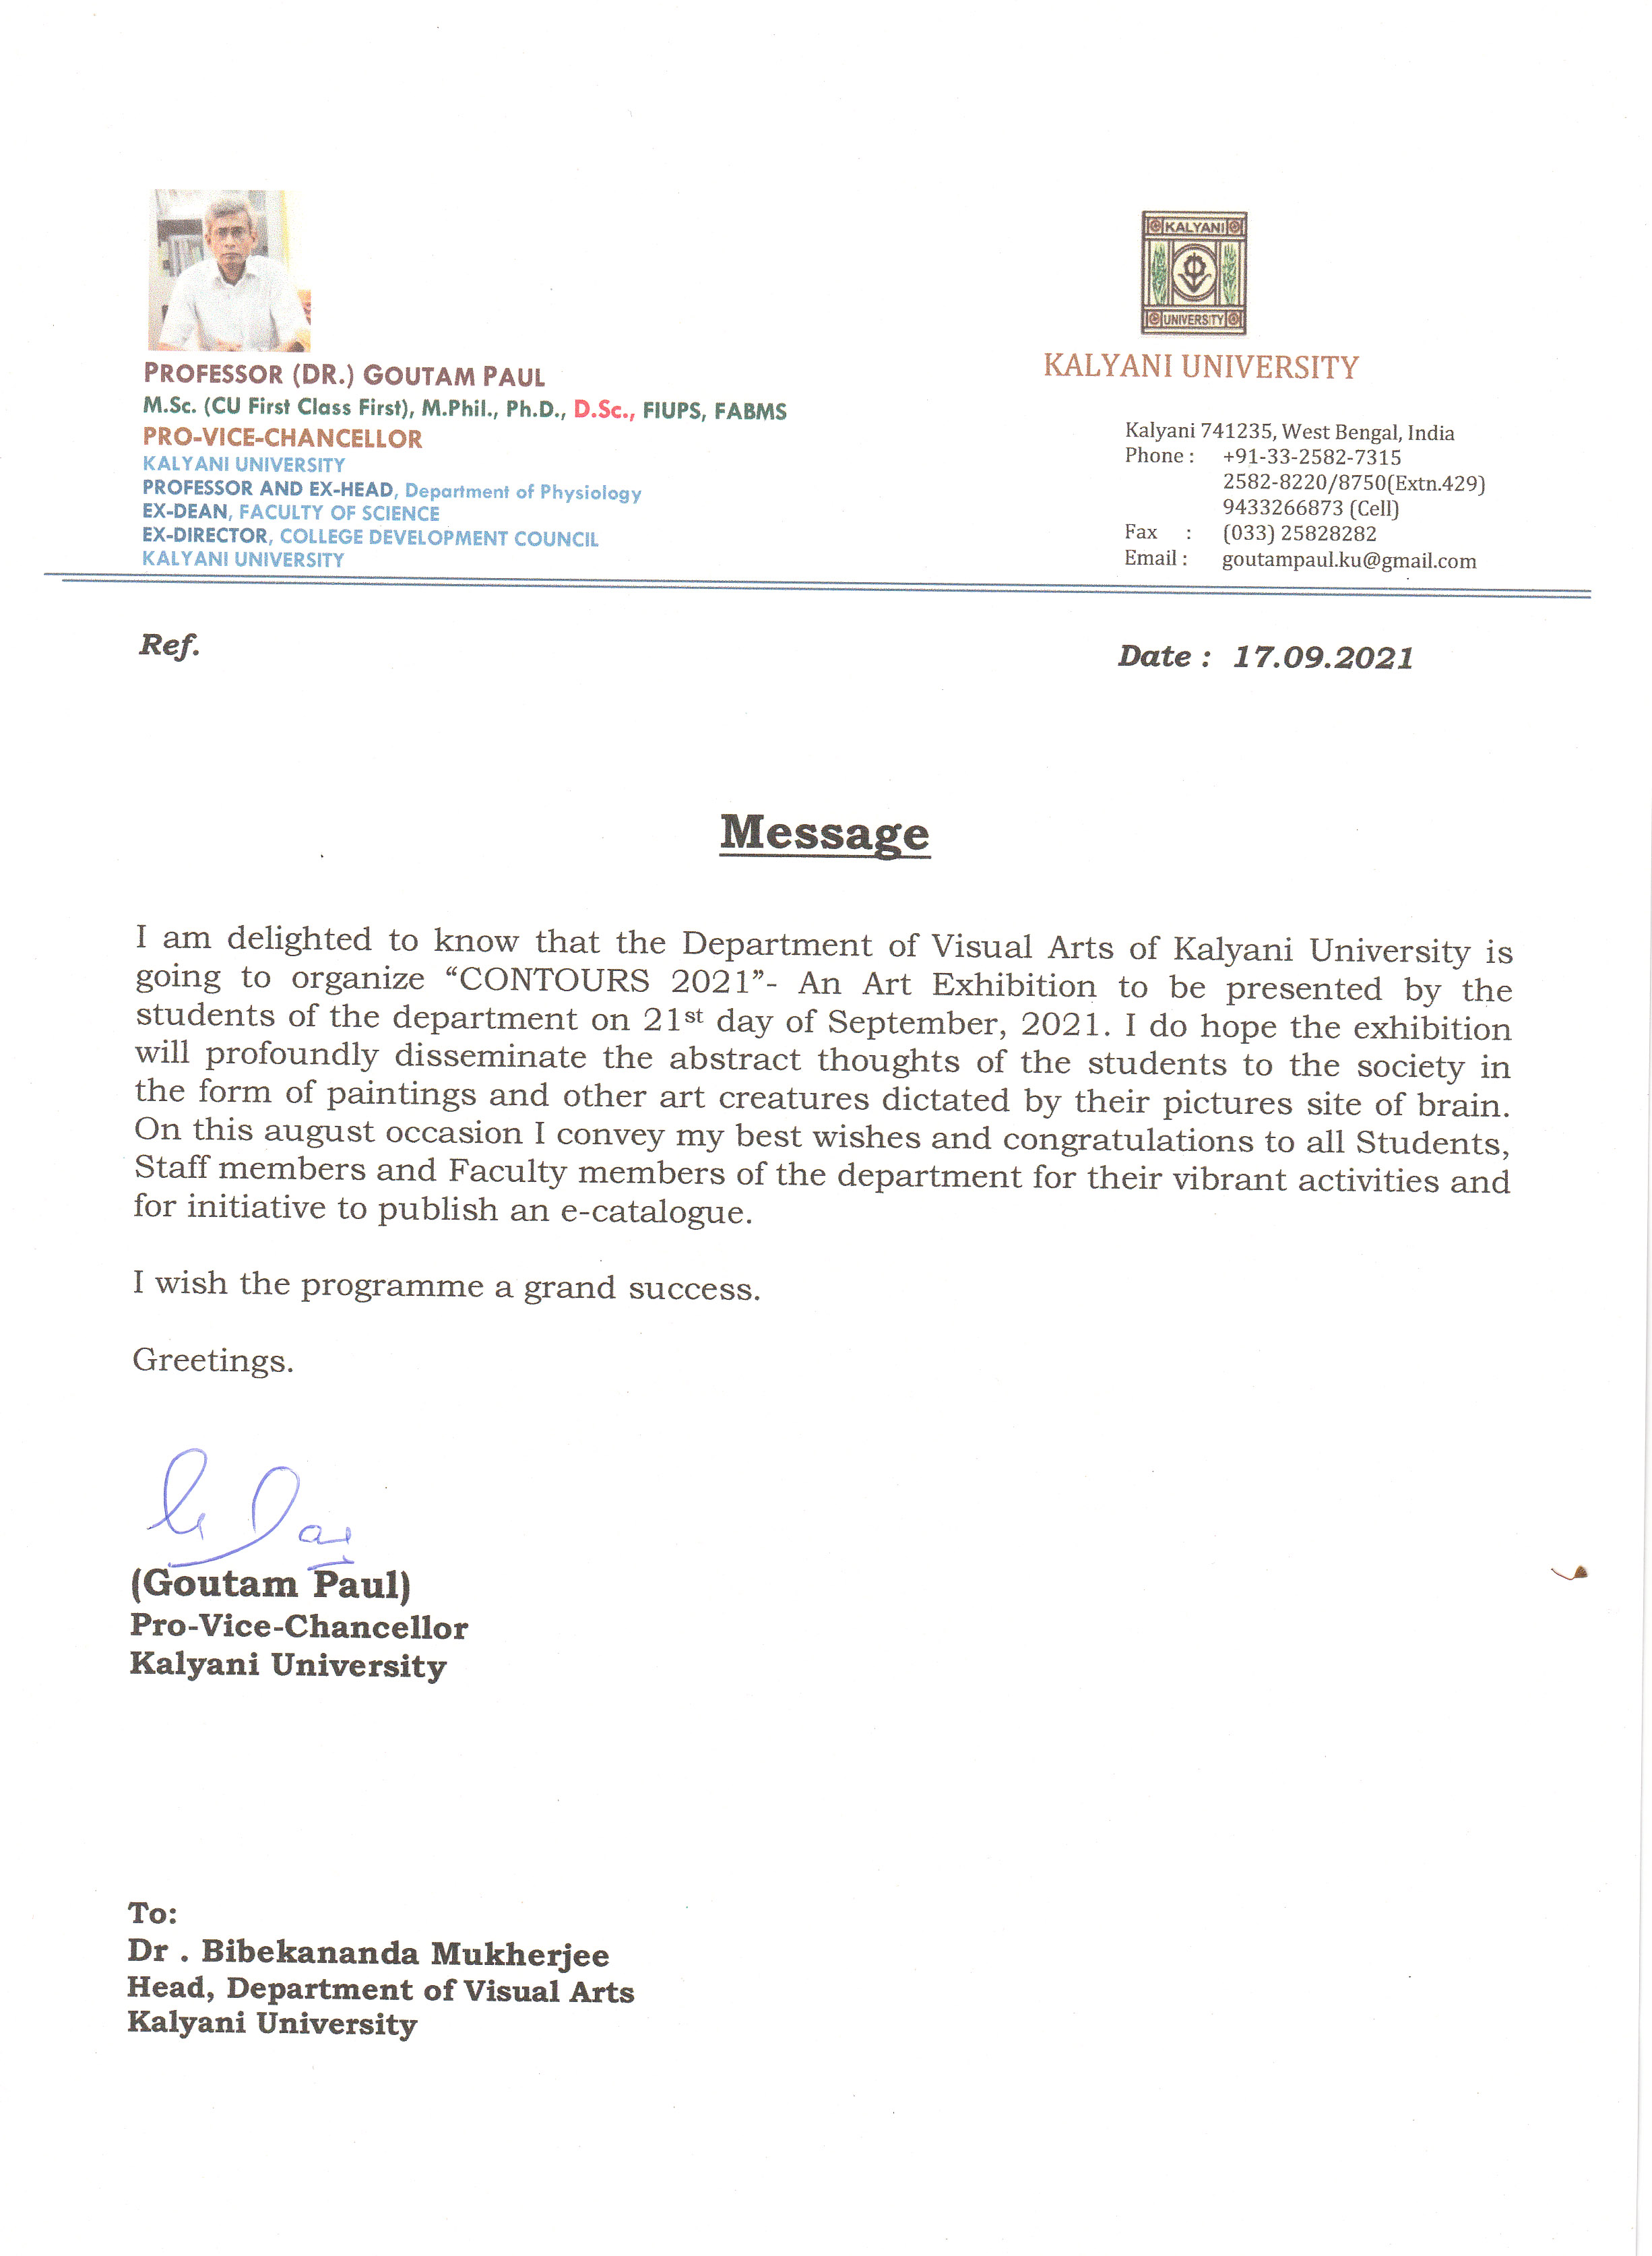 PROFESSOR (DR.) GOUTAM PAUL
M.Sc. (CU First Class First), M.Phil., Ph.D., D.Sc., FIUPS, FABMS
PRO-VICE-CHANCELLOR
KALYANI UNIVERSITY
PROFESSOR AND EX-HEAD, Department of Physiology
EX-DEAN, FACULTY OF SCIENCE
EX-DIRECTOR, COLLEGE DEVELOPMENT COUNCIL
KALYANI UNIVERSITY
KALYANI
UNIVERSITY
KALYANI UNIVERSITY
Kalyani 741235, West Bengal, India
Phone : +91-33-2582-7315
2582-8220/8750(Extn.429)
9433266873 (Cell)
Fax : (033) 25828282
Email : goutampaul.ku@gmail.com
Ref.
Date : 17.09.2021
Message
I am delighted to know that the Department of Visual Arts of Kalyani University is
going to organize “CONTOURS 2021”- An Art Exhibition to be presented by the
students of the department on 21st day of September, 2021. I do hope the exhibition
will profoundly disseminate the abstract thoughts of the students to the society in
the form of paintings and other art creatures dictated by their pictures site of brain.
On this august occasion I convey my best wishes and congratulations to all Students,
Staff members and Faculty members of the department for their vibrant activities and
for initiative to publish an e-catalogue.
I wish the programme a grand success.
Greetings.
(Goutam Paul)
Pro-Vice-Chancellor
Kalyani University
To:
Dr . Bibekananda Mukherjee
Head, Department of Visual Arts
Kalyani University